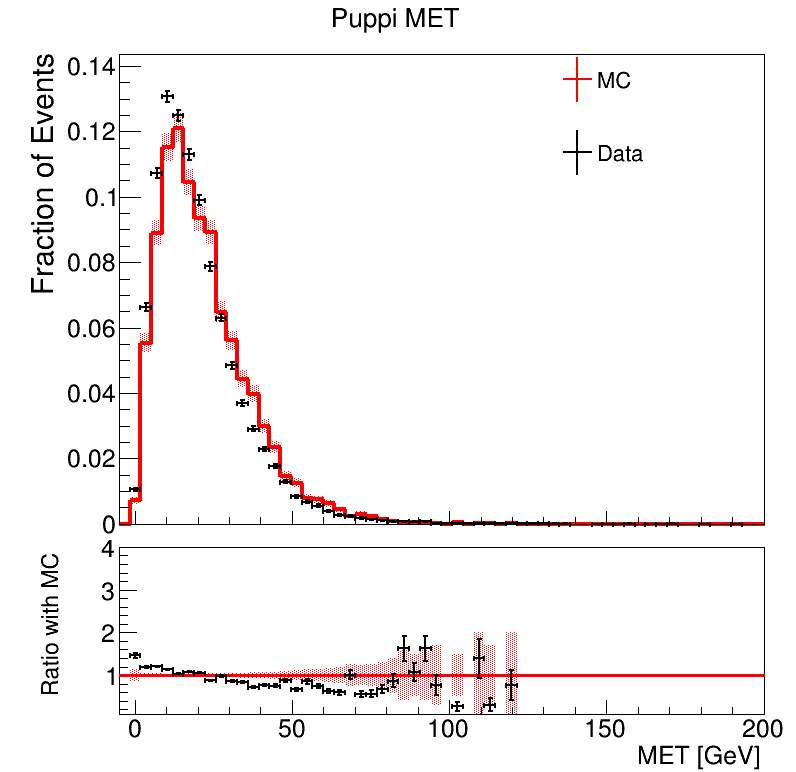 Puppi MET
Fraction of Events
0.14
0.12
0.1
0.08
0.06
0.04
0.02
0
MC
Data
Ratio with MC
4
3
2
1
0
50
100
150
200
MET [GeV]